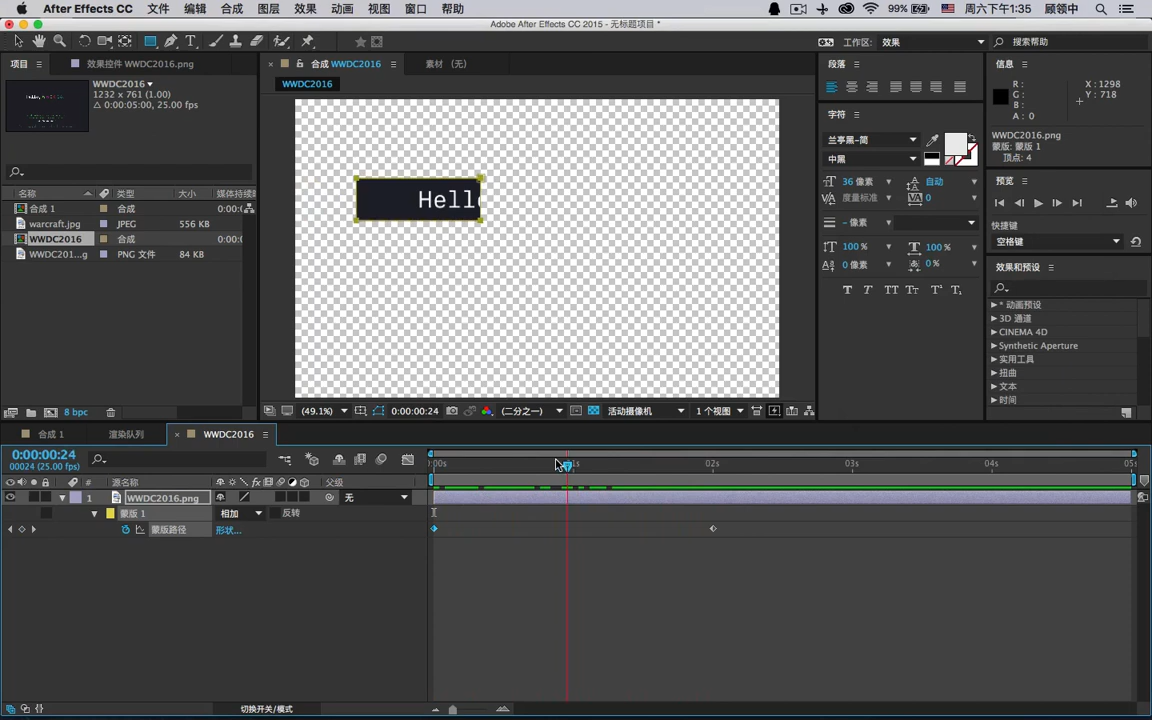 After Effects CC 文件 编辑 合成 图层 效果 动画 视图 窗口 帮助 99% 周六下午1:35 顾领中
Adobe After Effects CC 2015 - 无标题项目 *
工作区: 效果 搜索帮助
项目 效果控件 WWDC2016.png 合成 WWDC2016 素材 (无) 段落 信息
WWDC2016
1232 x 761 (1.00)
Δ 0:00:05:00, 25.00 fps
WWDC2016
R :
G :
B :
A : 0
X : 1298
Y : 718
WWDC2016.png
蒙版: 蒙版 1
顶点: 4
字符
兰亭黑-简
中黑
36 像素 自动
度量标准 0
- 像素
100% 100%
0 像素 0 %
T T TT Tт T¹ T₁
预览
快捷键
空格键
效果和预设
* 动画预设
3D 通道
CINEMA 4D
Synthetic Aperture
实用工具
扭曲
文本
时间
名称 类型 大小 媒体持续
合成 1 合成 0:00:0
warcraft.jpg JPEG 556 KB
WWDC2016 合成 0:00:0
WWDC201...g PNG 文件 84 KB
8 bpc
Hell
(49.1%) 0:00:00:24 (二分之一) 活动摄像机 1 个视图
合成 1 渲染队列 WWDC2016
0:00:00:24
00024 (25.00 fps)
:00s 01s 02s 03s 04s 05s
# 源名称 父级
1 WWDC2016.png 无
蒙版 1 相加 反转
蒙版路径 形状...
切换开关/模式